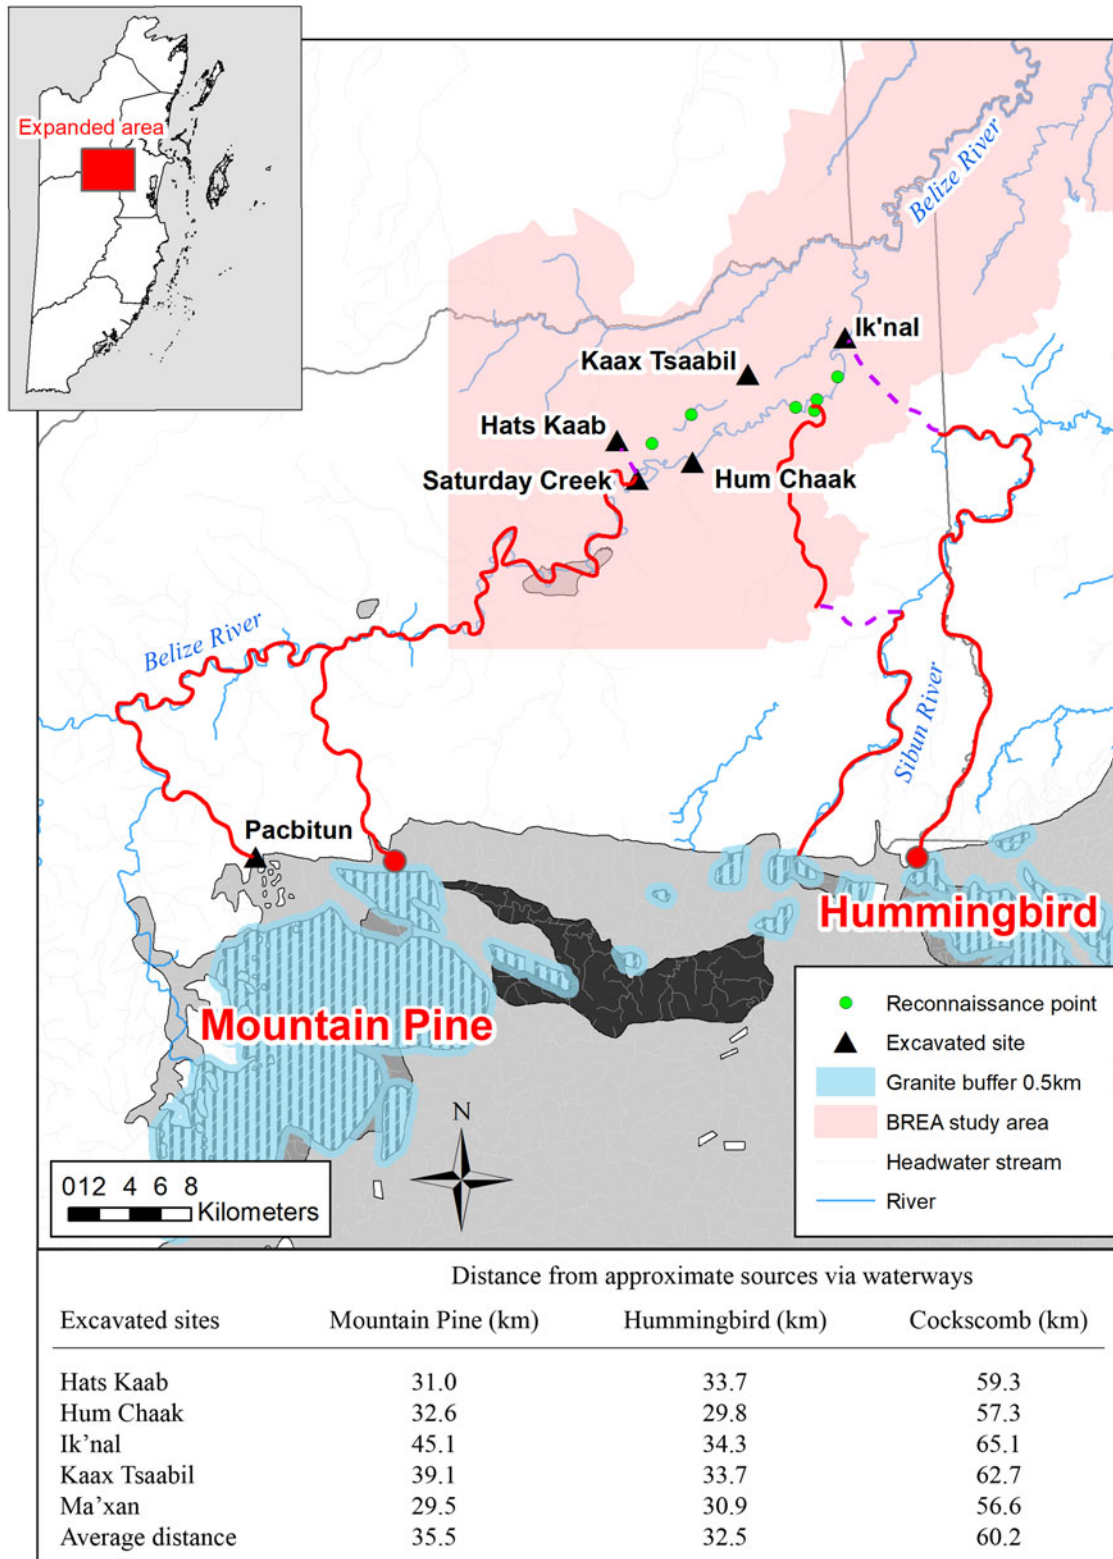 Expanded area
Belize River
Ik'nal
Kaax Tsaabil
Hats Kaab
Saturday Creek
Hum Chaak
Belize River
Sibun River
Pacbitun
Hummingbird
Mountain Pine
Reconnaissance point
Excavated site
Granite buffer 0.5km
BREA study area
Headwater stream
River
N
012 4 6 8
Kilometers
Distance from approximate sources via waterways
Excavated sites Mountain Pine (km) Hummingbird (km) Cockscomb (km)
Hats Kaab 31.0 33.7 59.3
Hum Chaak 32.6 29.8 57.3
Ik’nal 45.1 34.3 65.1
Kaax Tsaabil 39.1 33.7 62.7
Ma’xan 29.5 30.9 56.6
Average distance 35.5 32.5 60.2